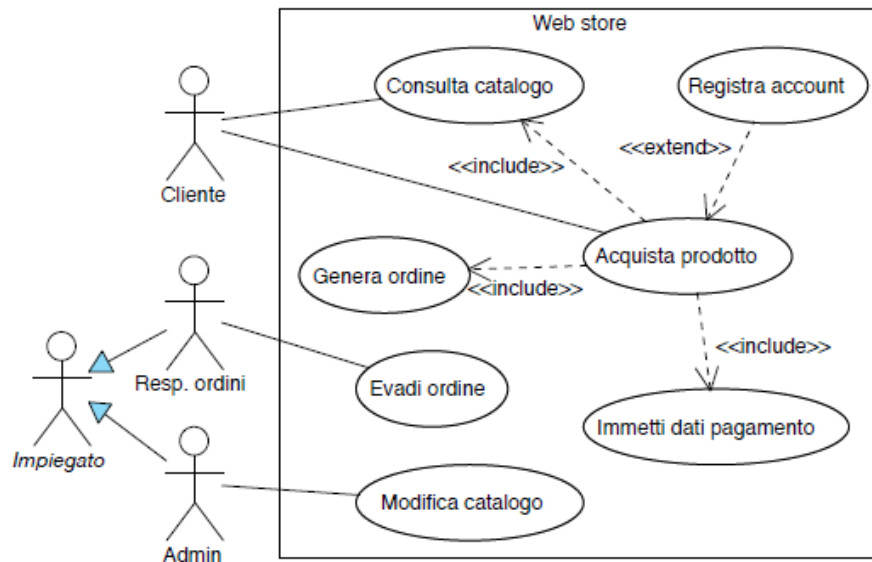 Web store
Consulta catalogo
Registra account
<<include>>
<<extend>>
Cliente
Acquista prodotto
Genera ordine
<<include>>
<<include>>
Resp. ordini
Evadi ordine
Immetti dati pagamento
Impiegato
Modifica catalogo
Admin